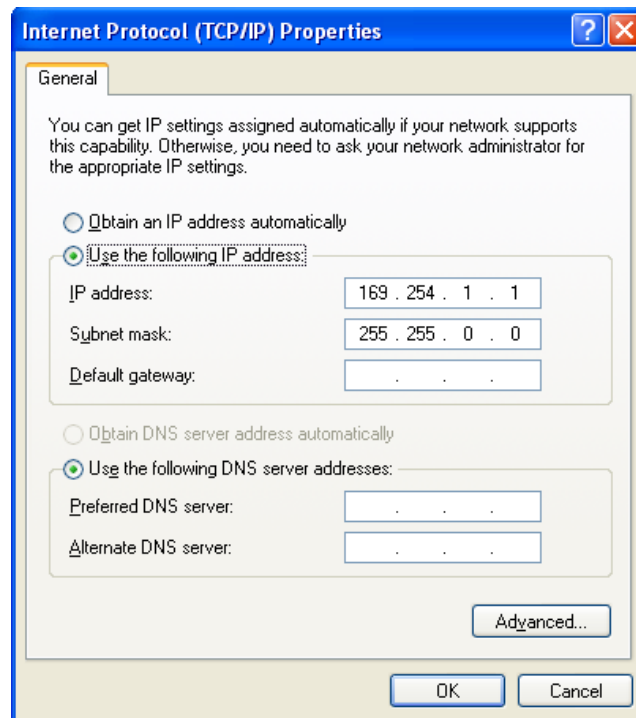 Internet Protocol (TCP/IP) Properties
General
You can get IP settings assigned automatically if your network supports
this capability. Otherwise, you need to ask your network administrator for
the appropriate IP settings.
Obtain an IP address automatically
Use the following IP address:
IP address: 169 . 254 . 1 . 1
Subnet mask: 255 . 255 . 0 . 0
Default gateway: . . .
Obtain DNS server address automatically
Use the following DNS server addresses:
Preferred DNS server: . . .
Alternate DNS server: . . .
Advanced...
OK Cancel